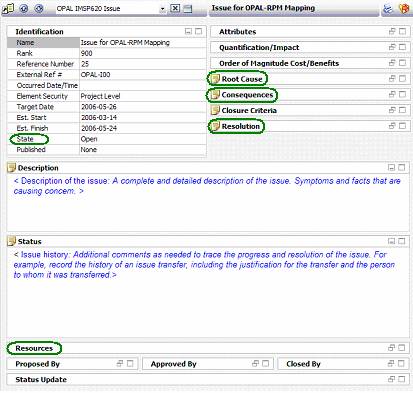 OPAL IMSP620 Issue
Issue for OPAL-RPM Mapping
Identification
Name Issue for OPAL-RPM Mapping
Rank 900
Reference Number 25
External Ref # OPAL-I00
Occurred Date/Time
Element Security Project Level
Target Date 2006-05-26
Est. Start 2006-03-14
Est. Finish 2006-05-24
State Open
Published None
Attributes
Quantification/Impact
Order of Magnitude Cost/Benefits
Root Cause
Consequences
Closure Criteria
Resolution
Description
< Description of the issue: A complete and detailed description of the issue. Symptoms and facts that are
causing concern. >
Status
< Issue history: Additional comments as needed to trace the progress and resolution of the issue. For
example, record the history of an issue transfer, including the justification for the transfer and the person
to whom it was transferred.>
Resources
Proposed By
Approved By
Closed By
Status Update